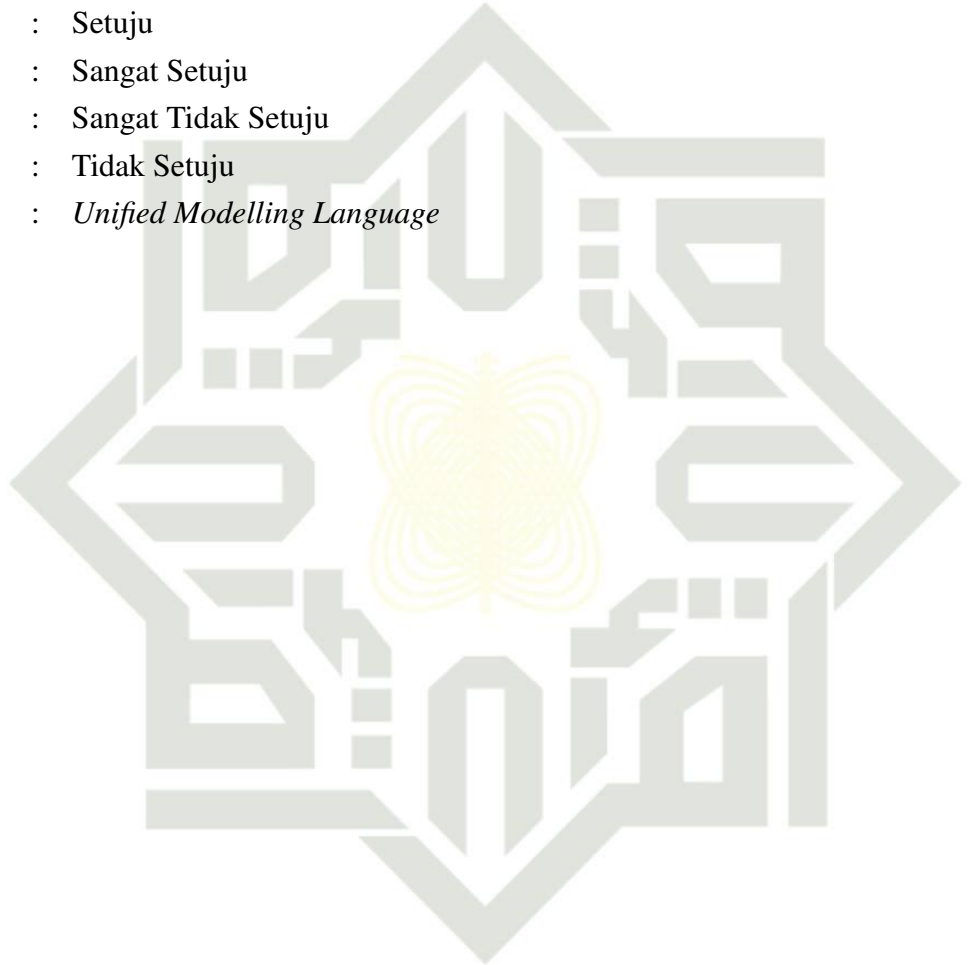 : Setuju
: Sangat Setuju
: Sangat Tidak Setuju
: Tidak Setuju
: Unified Modelling Language